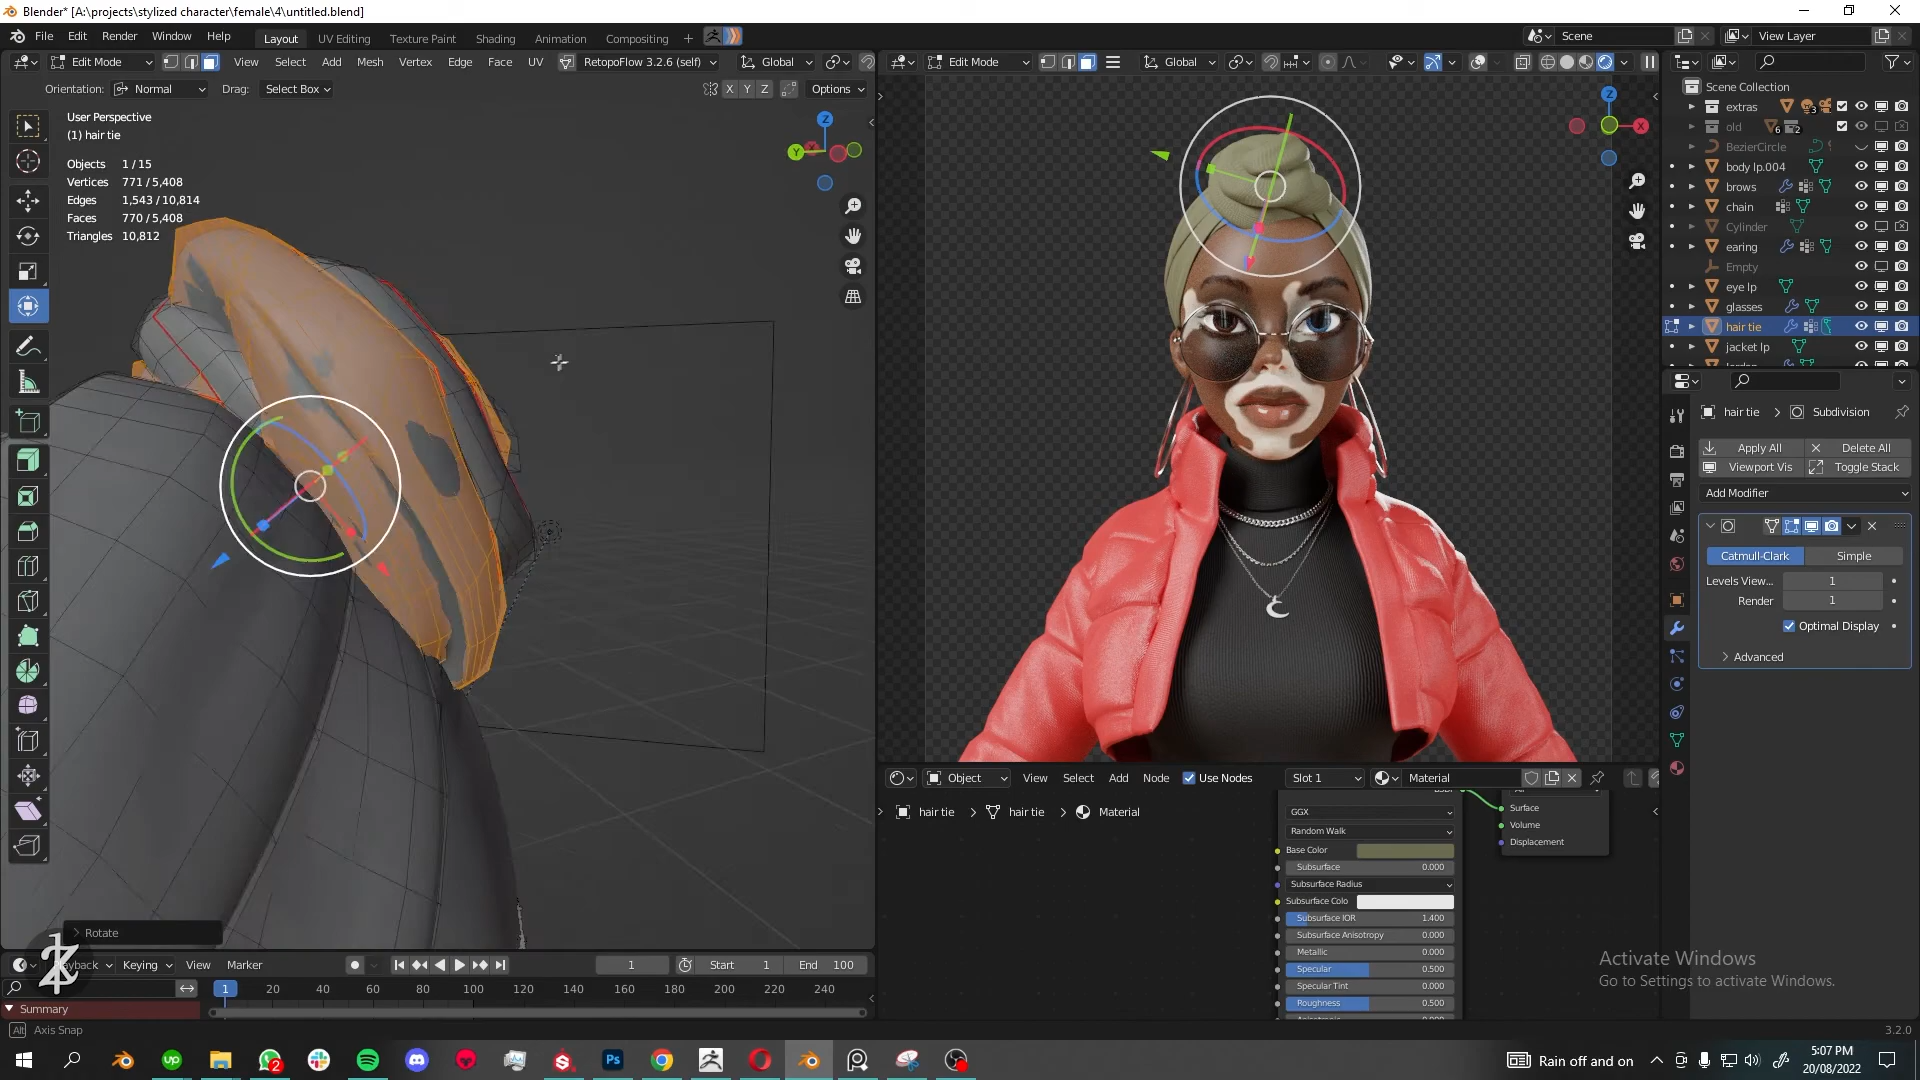 Blender* [A:\projects\stylized character\female\4\untitled.blend]
File Edit Render Window Help
Layout UV Editing Texture Paint Shading Animation Compositing +
Scene
View Layer
Edit Mode View Select Add Mesh Vertex Edge Face UV RetopoFlow 3.2.6 (self) Global
Edit Mode Global
Orientation: Normal Drag: Select Box X Y Z Options
User Perspective
(1) hair tie
Objects 1 / 15
Vertices 771 / 5,408
Edges 1,543 / 10,814
Faces 770 / 5,408
Triangles 10,812
Z
Y
Z
X
Scene Collection
extras 3
old 6 2
BezierCircle
body lp.004
brows
chain
Cylinder
earing
Empty
eye lp
glasses
hair tie
jacket lp
hair tie > Subdivision
Apply All Delete All
Viewport Vis Toggle Stack
Add Modifier
Catmull-Clark Simple
Levels View... 1
Render 1
Optimal Display
Advanced
Object View Select Add Node Use Nodes Slot 1 Material
hair tie > hair tie > Material
GGX
Random Walk
Base Color
Subsurface 0.000
Subsurface Radius
Subsurface Colo
Subsurface IOR 1.400
Subsurface Anisotropy 0.000
Metallic 0.000
Specular 0.500
Specular Tint 0.000
Roughness 0.500
Surface
Volume
Displacement
Rotate
Keying View Marker 1 Start 1 End 100
1 20 40 60 80 100 120 140 160 180 200 220 240
Summary
Alt Axis Snap
3.2.0
Activate Windows
Go to Settings to activate Windows.
up
2
Ps
Rain off and on
5:07 PM
20/08/2022